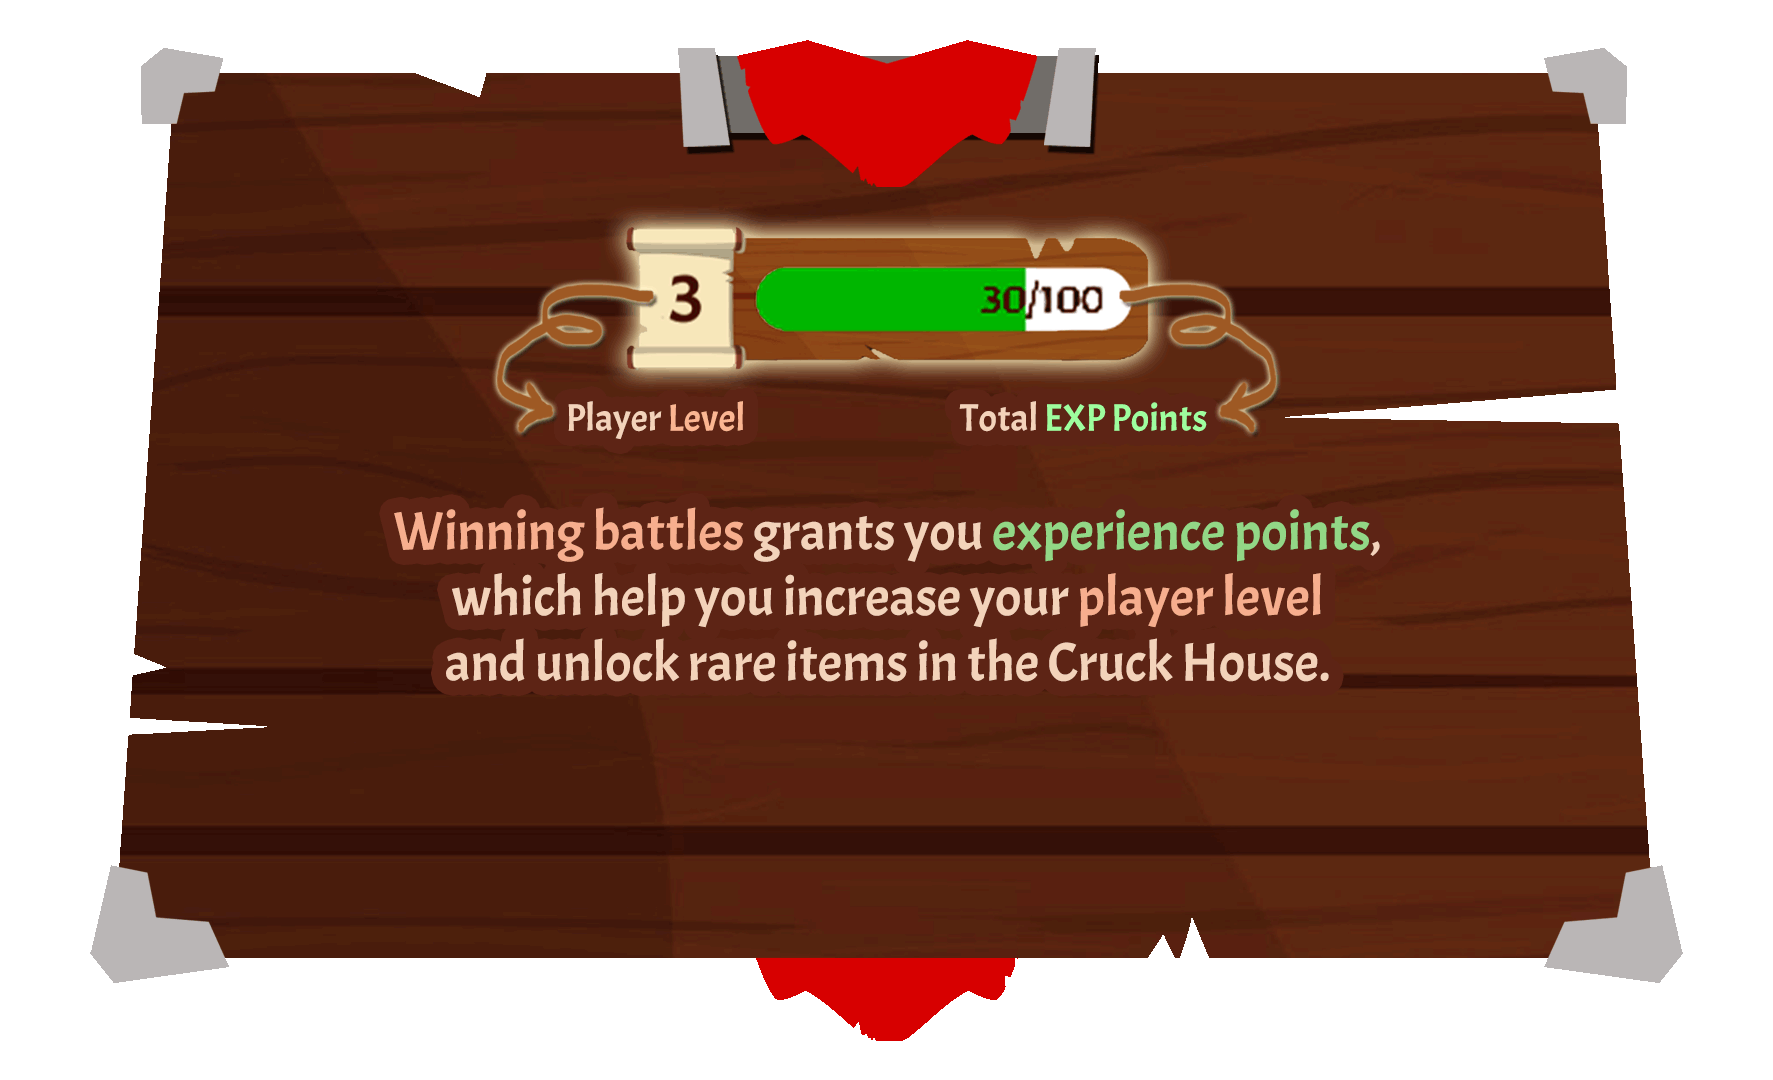 3
30/100
Player Level
Total EXP Points
Winning battles grants you experience points,
which help you increase your player level
and unlock rare items in the Cruck House.